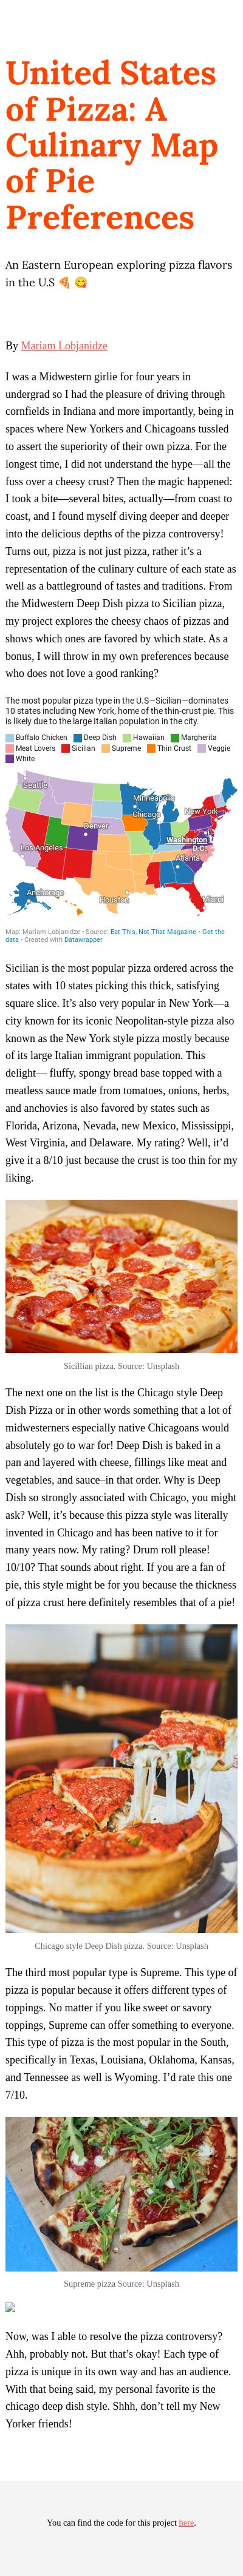 United States
of Pizza: A
Culinary Map
of Pie
Preferences
An Eastern European exploring pizza flavors
in the U.S 🍕 😋
By Mariam Lobjanidze
I was a Midwestern girlie for four years in
undergrad so I had the pleasure of driving through
cornfields in Indiana and more importantly, being in
spaces where New Yorkers and Chicagoans tussled
to assert the superiority of their own pizza. For the
longest time, I did not understand the hype—all the
fuss over a cheesy crust? Then the magic happened:
I took a bite—several bites, actually—from coast to
coast, and I found myself diving deeper and deeper
into the delicious depths of the pizza controversy!
Turns out, pizza is not just pizza, rather it’s a
representation of the culinary culture of each state as
well as a battleground of tastes and traditions. From
the Midwestern Deep Dish pizza to Sicilian pizza,
my project explores the cheesy chaos of pizzas and
shows which ones are favored by which state. As a
bonus, I will throw in my own preferences because
who does not love a good ranking?
The most popular pizza type in the U.S—Sicilian—dominates
10 states including New York, home of the thin-crust pie. This
is likely due to the large Italian population in the city.
Buffalo Chicken Deep Dish Hawaiian Margherita
Meat Lovers Sicilian Supreme Thin Crust Veggie
White
Seattle
Minneapolis
Chicago
New York
Denver
Washington
D.C.
Los Angeles
Atlanta
Anchorage
Houston
Miami
Map: Mariam Lobjanidze • Source: Eat This, Not That Magazine • Get the
data • Created with Datawrapper
Sicilian is the most popular pizza ordered across the
states with 10 states picking this thick, satisfying
square slice. It’s also very popular in New York—a
city known for its iconic Neopolitan-style pizza also
known as the New York style pizza mostly because
of its large Italian immigrant population. This
delight— fluffy, spongy bread base topped with a
meatless sauce made from tomatoes, onions, herbs,
and anchovies is also favored by states such as
Florida, Arizona, Nevada, new Mexico, Mississippi,
West Virginia, and Delaware. My rating? Well, it’d
give it a 8/10 just because the crust is too thin for my
liking.
Sicillian pizza. Source: Unsplash
The next one on the list is the Chicago style Deep
Dish Pizza or in other words something that a lot of
midwesterners especially native Chicagoans would
absolutely go to war for! Deep Dish is baked in a
pan and layered with cheese, fillings like meat and
vegetables, and sauce–in that order. Why is Deep
Dish so strongly associated with Chicago, you might
ask? Well, it’s because this pizza style was literally
invented in Chicago and has been native to it for
many years now. My rating? Drum roll please!
10/10? That sounds about right. If you are a fan of
pie, this style might be for you because the thickness
of pizza crust here definitely resembles that of a pie!
Chicago style Deep Dish pizza. Source: Unsplash
The third most popular type is Supreme. This type of
pizza is popular because it offers different types of
toppings. No matter if you like sweet or savory
toppings, Supreme can offer something to everyone.
This type of pizza is the most popular in the South,
specifically in Texas, Louisiana, Oklahoma, Kansas,
and Tennessee as well is Wyoming. I’d rate this one
7/10.
Supreme pizza Source: Unsplash
Now, was I able to resolve the pizza controversy?
Ahh, probably not. But that’s okay! Each type of
pizza is unique in its own way and has an audience.
With that being said, my personal favorite is the
chicago deep dish style. Shhh, don’t tell my New
Yorker friends!
You can find the code for this project here.